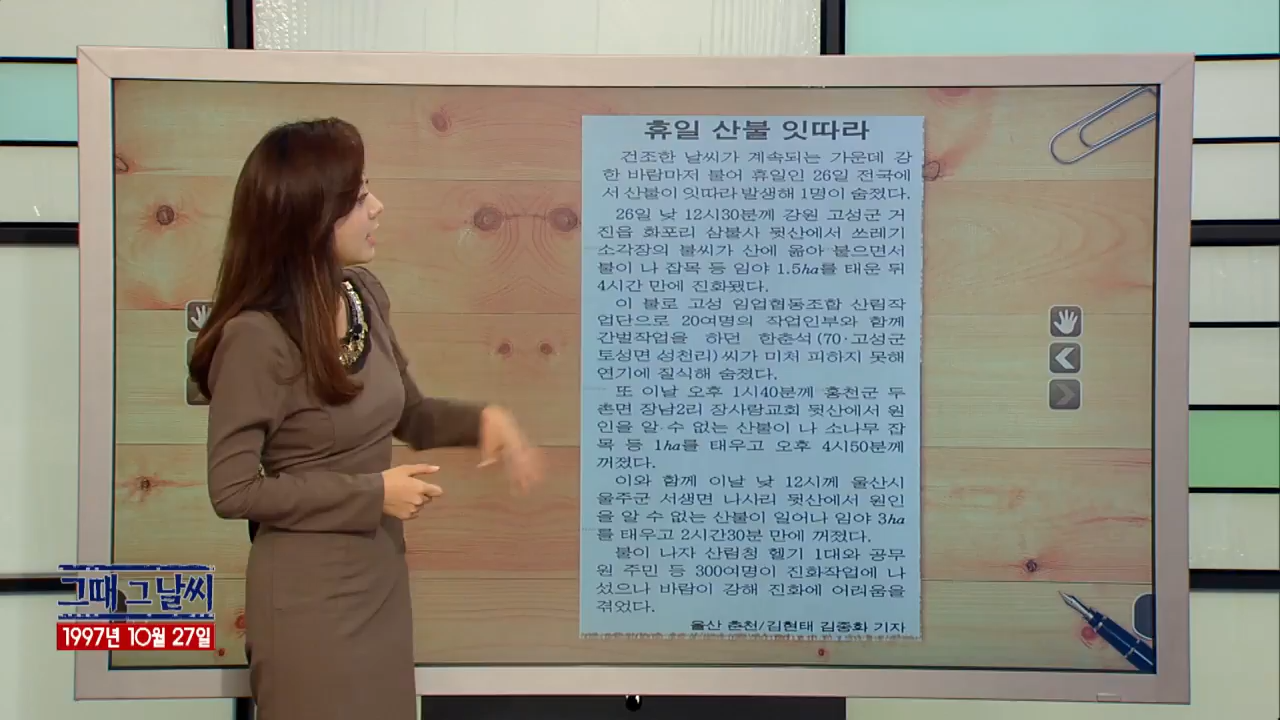 휴일 산불 잇따라
건조한 날씨가 계속되는 가운데 강
한 바람마저 불어 휴일인 26일 전국에
서 산불이 잇따라 발생해 1명이 숨졌다.
26일 낮 12시30분께 강원 고성군 거
진읍 화포리 삼불사 뒷산에서 쓰레기
소각장의 불씨가 산에 옮아 붙으면서
불이 나 잡목 등 임야 1.5ha를 태운 뒤
4시간 만에 진화됐다.
이 불로 고성 임업협동조합 산림작
업단으로 20여명의 작업인부와 함께
간벌작업을 하던 한춘석(70·고성군
토성면 성천리)씨가 미처 피하지 못해
연기에 질식해 숨졌다.
또 이날 오후 1시40분께 홍천군 두
촌면 장남2리 장사랑교회 뒷산에서 원
인을 알 수 없는 산불이 나 소나무 잡
목 등 1ha를 태우고 오후 4시50분께
꺼졌다.
이와 함께 이날 낮 12시께 울산시
울주군 서생면 나사리 뒷산에서 원인
을 알 수 없는 산불이 일어나 임야 3ha
를 태우고 2시간30분 만에 꺼졌다.
불이 나자 산림청 헬기 1대와 공무
원 주민 등 300여명이 진화작업에 나
섰으나 바람이 강해 진화에 어려움을
겪었다.
울산 춘천/김현태 김종화 기자
그때 그날씨
1997년 10월 27일